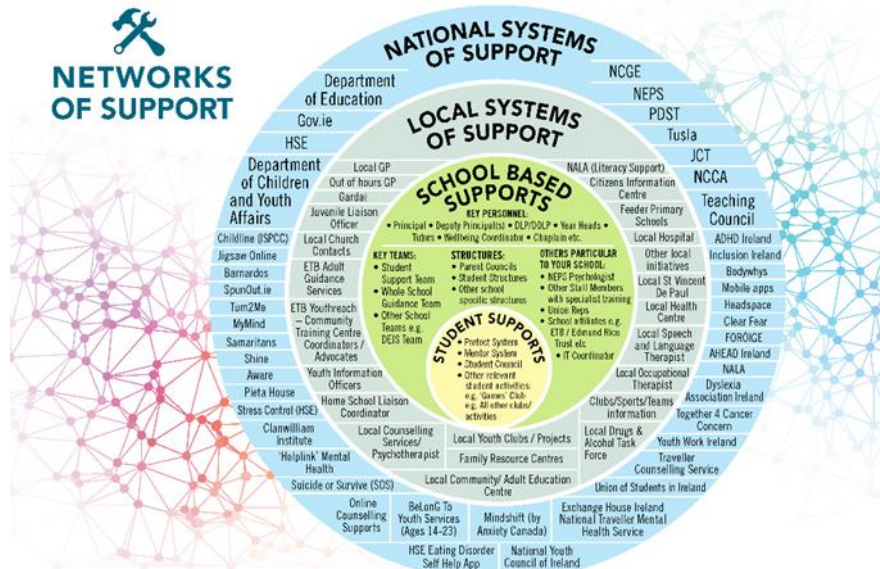 NETWORKS
OF SUPPORT
NATIONAL SYSTEMS
OF SUPPORT
Department
of Education
Gov.ie
HSE
Department
of Children
and Youth
Affairs
Childline (ISPCC)
Jigsaw Online
Barnardos
SpunOut.ie
Turn2Me
MyMind
Samaritans
Shine
Aware
Pieta House
Stress Control (HSE)
Clanwilliam
Institute
'Helplink' Mental
Health
Suicide or Survive (SOS)
Online
Counselling
Supports
BeLonG To
Youth Services
(Ages 14-23)
HSE Eating Disorder
Self Help App
Mindshift (by
Anxiety Canada)
National Youth
Council of Ireland
Exchange House Ireland
National Traveller Mental
Health Service
NCGE
NEPS
PDST
Tusla
JCT
NCCA
Teaching
Council
ADHD Ireland
Inclusion Ireland
Bodywhys
Mobile apps
Headspace
Clear Fear
FORÓIGE
AHEAD Ireland
NALA
Dyslexia
Association Ireland
Together 4 Cancer
Concern
Youth Work Ireland
Traveller
Counselling Service
Union of Students in Ireland
LOCAL SYSTEMS
OF SUPPORT
Local GP
Out of hours GP
Gardai
Juvenile Liaison
Officer
Local Church
Contacts
ETB Adult
Guidance
Services
ETB Youthreach
– Community
Training Centre
Coordinators /
Advocates
Youth Information
Officers
Home School Liaison
Coordinator
Local Counselling
Services/
Psychotherapist
Local Youth Clubs / Projects
Family Resource Centres
Local Community/ Adult Education
Centre
NALA (Literacy Support)
Citizens Information
Centre
Feeder Primary
Schools
Local Hospital
Other local
initiatives
Local St Vincent
De Paul
Local Health
Centre
Local Speech
and Language
Therapist
Local Occupational
Therapist
Clubs/Sports/Teams
information
Local Drugs &
Alcohol Task
Force
SCHOOL BASED
SUPPORTS
KEY PERSONNEL:
• Principal • Deputy Principal(s) • DLP/DDLP • Year Heads •
Tutors • Wellbeing Coordinator • Chaplain etc.
KEY TEAMS:
• Student
Support Team
• Whole School
Guidance Team
• Other School
Teams e.g.
DEIS Team
STRUCTURES:
• Parent Councils
• Student Structures
• Other school
specific structures
OTHERS PARTICULAR
TO YOUR SCHOOL:
• NEPS Psychologist
• Other Staff Members
with specialist training
• Union Reps
• School affiliates e.g.
ETB / Edmund Rice
Trust etc
• IT Coordinator
STUDENT SUPPORTS
• Prefect System
• Mentor System
• Student Council
• Other relevant
student activities:
e.g. 'Games' Club
e.g. All other clubs/
activities